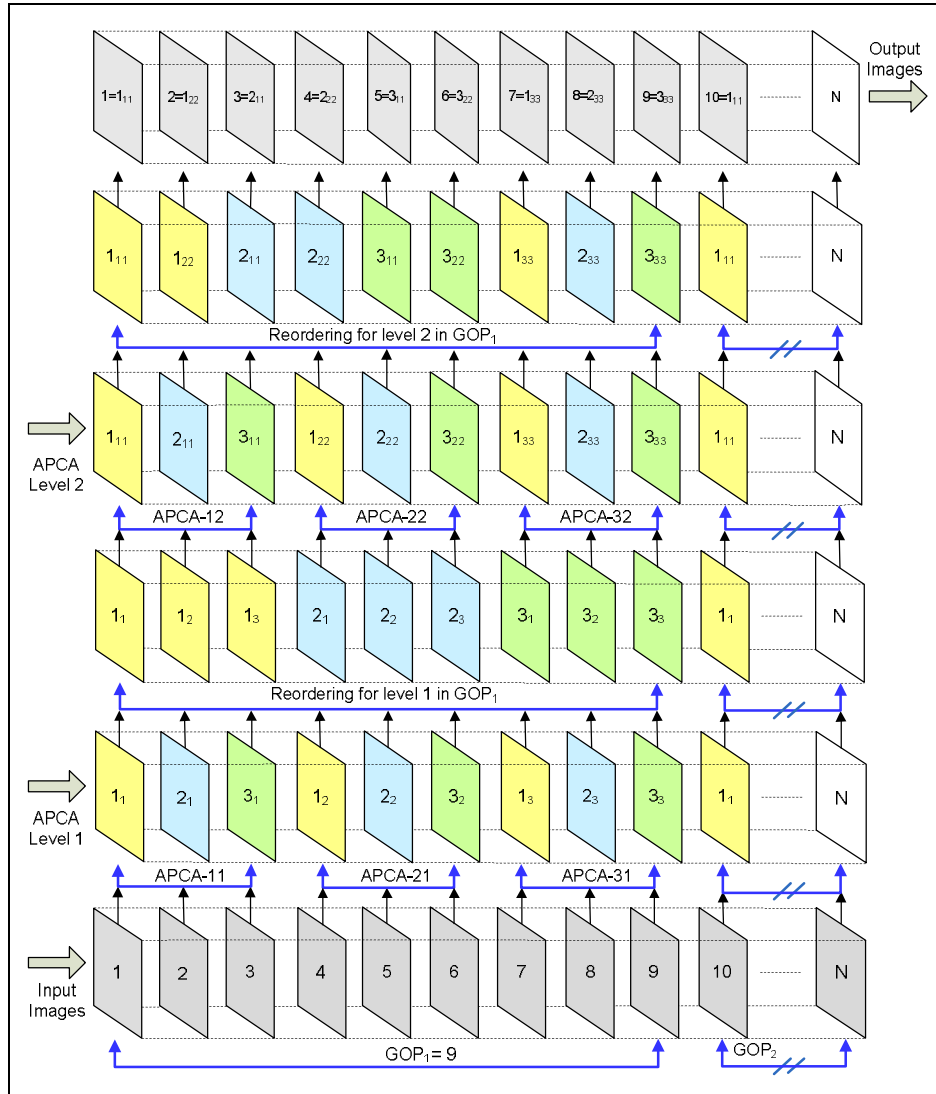 Output
Images
1=1₁₁ 2=1₂₂ 3=2₁₁ 4=2₂₂ 5=3₁₁ 6=3₂₂ 7=1₃₃ 8=2₃₃ 9=3₃₃ 10=1₁₁ N
1₁₁ 1₂₂ 2₁₁ 2₂₂ 3₁₁ 3₂₂ 1₃₃ 2₃₃ 3₃₃ 1₁₁ N
Reordering for level 2 in GOP₁
1₁₁ 2₁₁ 3₁₁ 1₂₂ 2₂₂ 3₂₂ 1₃₃ 2₃₃ 3₃₃ 1₁₁ N
APCA
Level 2
APCA-12 APCA-22 APCA-32
1₁ 1₂ 1₃ 2₁ 2₂ 2₃ 3₁ 3₂ 3₃ 1₁ N
Reordering for level 1 in GOP₁
1₁ 2₁ 3₁ 1₂ 2₂ 3₂ 1₃ 2₃ 3₃ 1₁ N
APCA
Level 1
APCA-11 APCA-21 APCA-31
1 2 3 4 5 6 7 8 9 10 N
Input
Images
GOP₁= 9 GOP₂